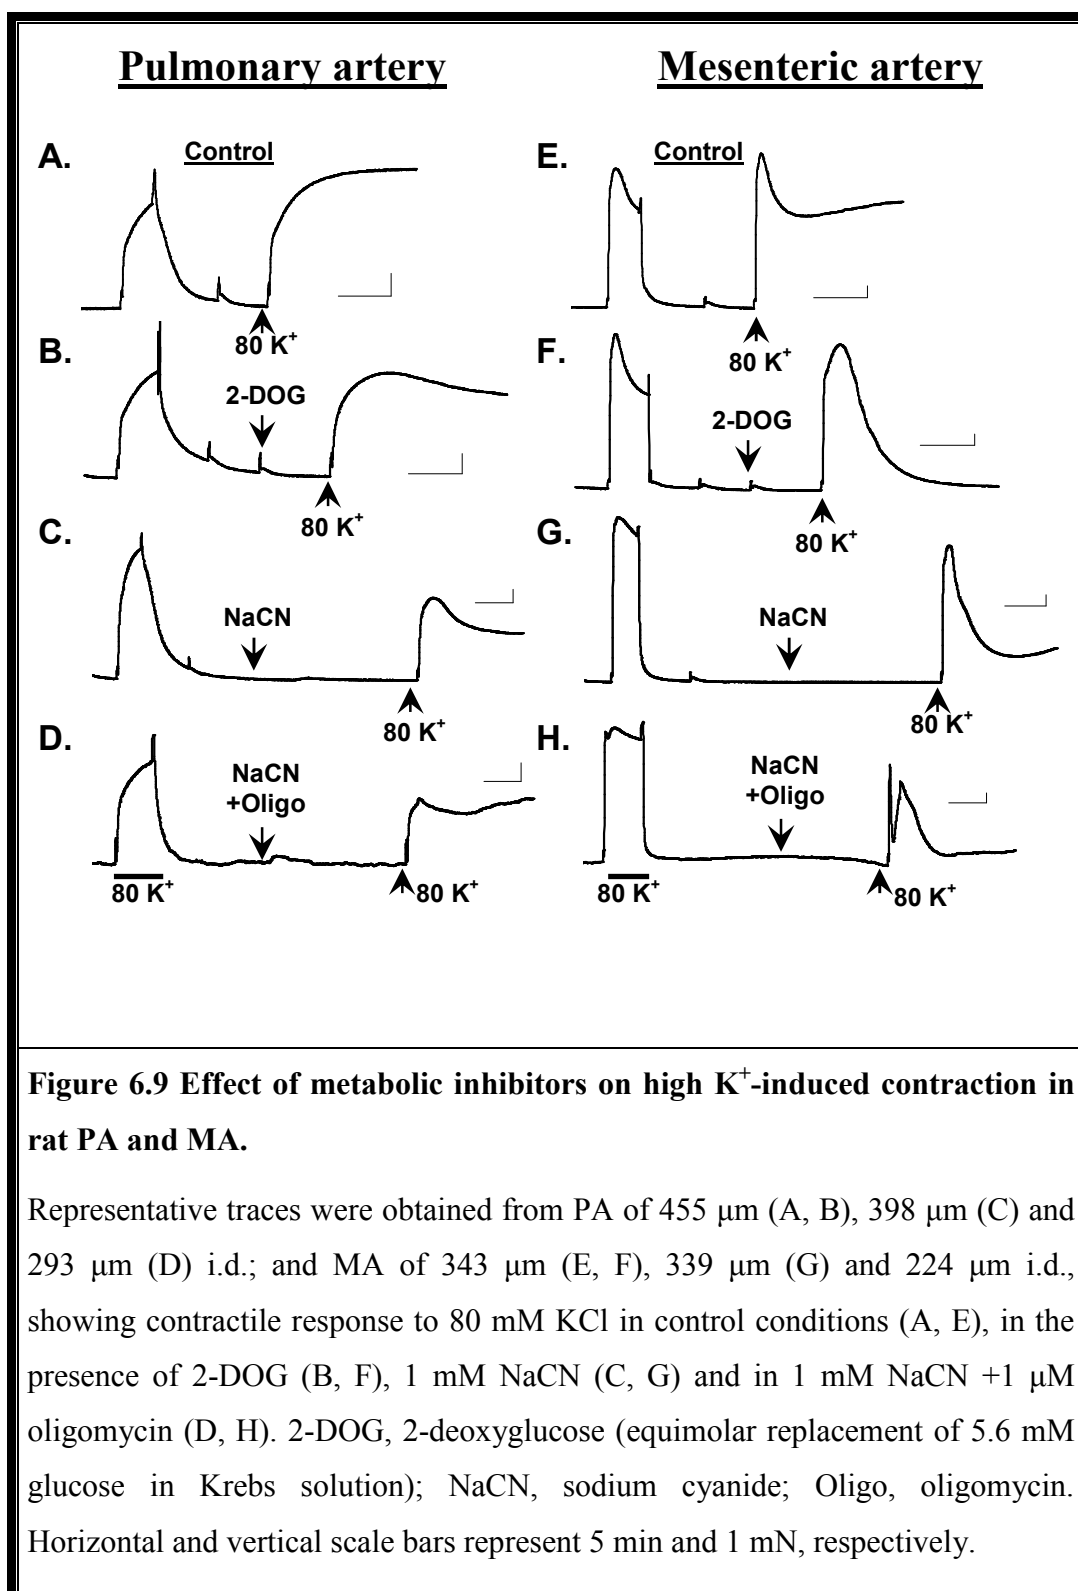 Pulmonary artery
Mesenteric artery
A.
Control
80 K⁺
B.
2-DOG
80 K⁺
C.
NaCN
80 K⁺
D.
NaCN
+Oligo
80 K⁺
80 K⁺
E.
Control
80 K⁺
F.
2-DOG
80 K⁺
G.
NaCN
80 K⁺
H.
NaCN
+Oligo
80 K⁺
80 K⁺
Figure 6.9 Effect of metabolic inhibitors on high K⁺-induced contraction in
rat PA and MA.
Representative traces were obtained from PA of 455 μm (A, B), 398 μm (C) and
293 μm (D) i.d.; and MA of 343 μm (E, F), 339 μm (G) and 224 μm i.d.,
showing contractile response to 80 mM KCl in control conditions (A, E), in the
presence of 2-DOG (B, F), 1 mM NaCN (C, G) and in 1 mM NaCN +1 μM
oligomycin (D, H). 2-DOG, 2-deoxyglucose (equimolar replacement of 5.6 mM
glucose in Krebs solution); NaCN, sodium cyanide; Oligo, oligomycin.
Horizontal and vertical scale bars represent 5 min and 1 mN, respectively.